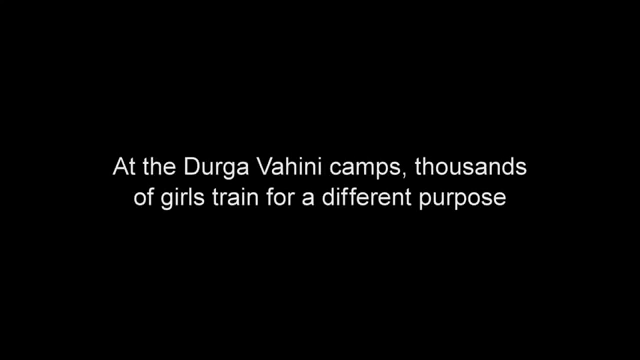 At the Durga Vahini camps, thousands
of girls train for a different purpose